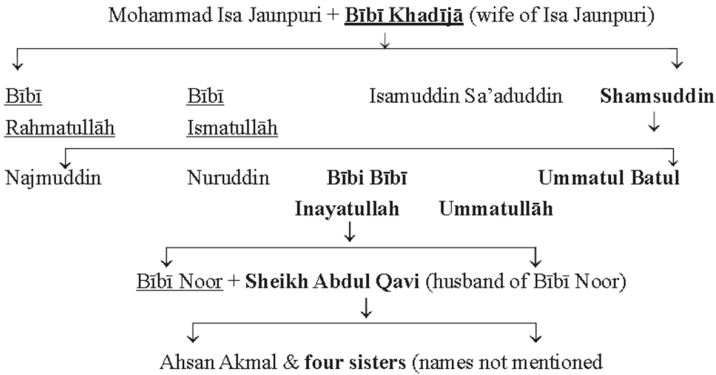 Mohammad Isa Jaunpuri + Bībī Khadījā (wife of Isa Jaunpuri)
Bībī Bībī Isamuddin Sa’aduddin Shamsuddin
Rahmatullāh Ismatullāh
Najmuddin Nuruddin Bībi Bībī Ummatul Batul
Inayatullah Ummatullāh
Bībī Noor + Sheikh Abdul Qavi (husband of Bībī Noor)
Ahsan Akmal & four sisters (names not mentioned